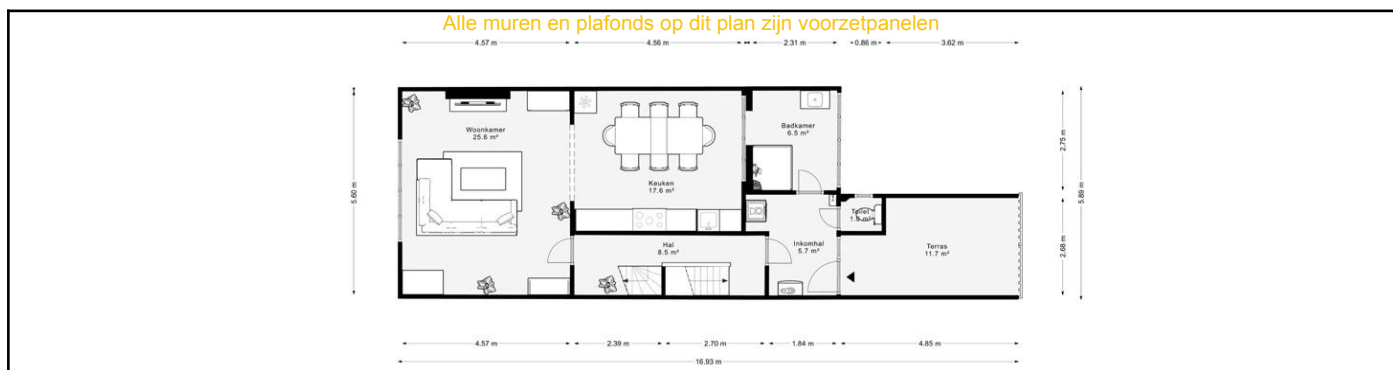 Alle muren en plafonds op dit plan zijn voorzetpanelen
4.57 m
4.56 m
2.31 m
0.86 m
3.62 m
Woonkamer
25.6 m²
Keuken
17.6 m²
Badkamer
6.5 m²
Toilet
1.0 m²
Hal
8.5 m²
Inkomhal
5.7 m²
Terras
11.7 m²
5.60 m
2.75 m
5.89 m
2.68 m
4.57 m
2.39 m
2.70 m
1.84 m
4.85 m
16.93 m